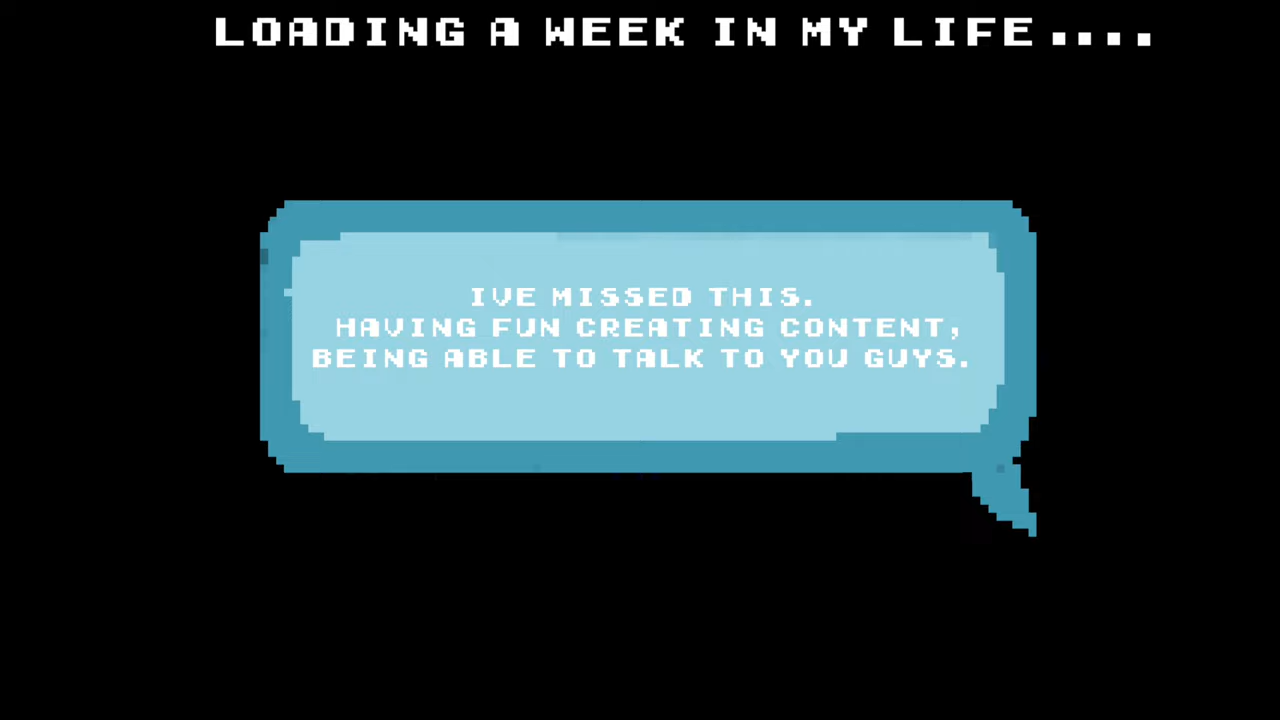 LOADING A WEEK IN MY LIFE....
IVE MISSED THIS.
HAVING FUN CREATING CONTENT,
BEING ABLE TO TALK TO YOU GUYS.